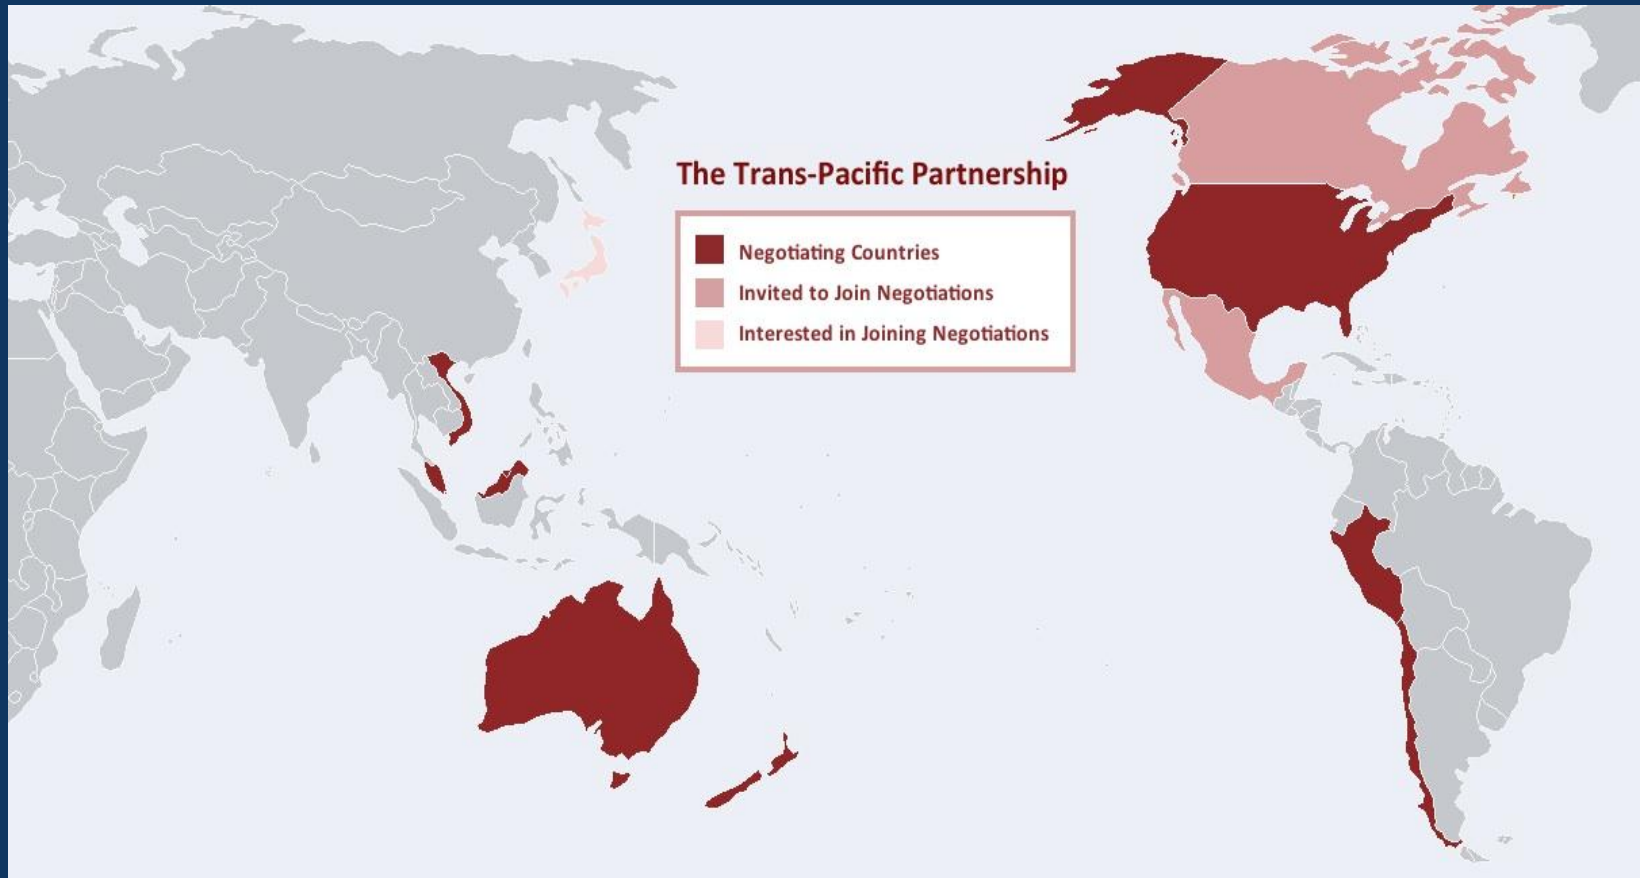 The Trans-Pacific Partnership
Negotiating Countries
Invited to Join Negotiations
Interested in Joining Negotiations